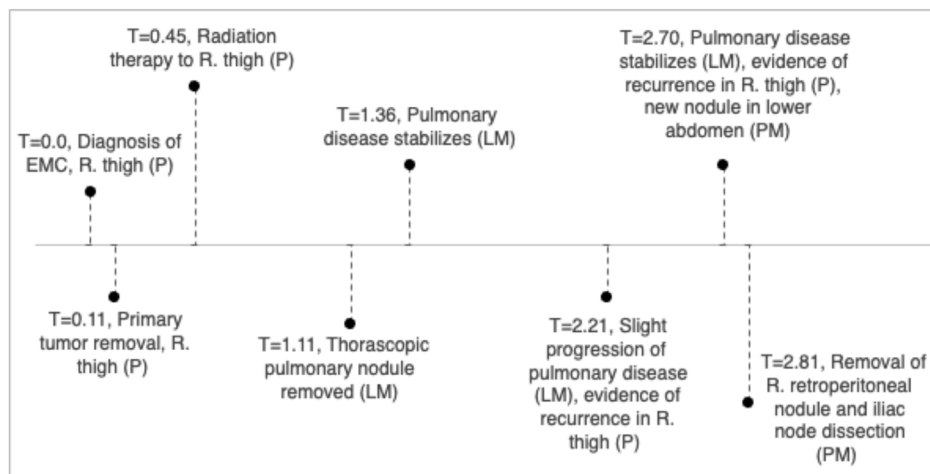 T=0.45, Radiation
therapy to R. thigh (P)
T=2.70, Pulmonary disease
stabilizes (LM), evidence of
recurrence in R. thigh (P),
new nodule in lower
abdomen (PM)
T=0.0, Diagnosis of
EMC, R. thigh (P)
T=1.36, Pulmonary
disease stabilizes (LM)
T=0.11, Primary
tumor removal, R.
thigh (P)
T=1.11, Thorascopic
pulmonary nodule
removed (LM)
T=2.21, Slight
progression of
pulmonary disease
(LM), evidence of
recurrence in R.
thigh (P)
T=2.81, Removal of
R. retroperitoneal
nodule and iliac
node dissection
(PM)